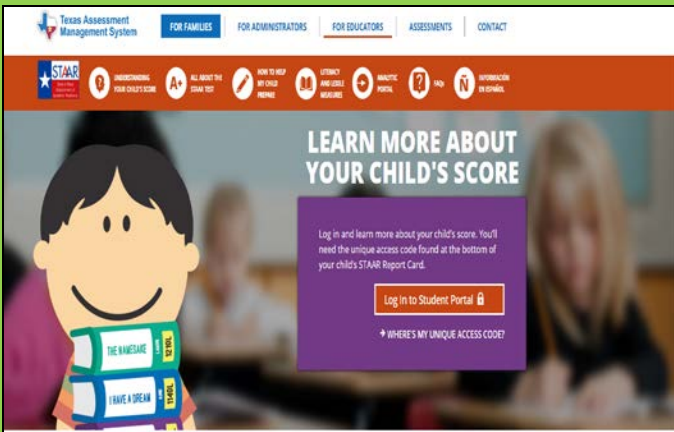 Texas Assessment
Management System
FOR FAMILIES
FOR ADMINISTRATORS
FOR EDUCATORS
ASSESSMENTS
CONTACT
STAAR
UNDERSTANDING
YOUR CHILD'S SCORE
A+
ALL ABOUT THE
STAAR TEST
HOW TO HELP
MY CHILD
PREPARE
LITERACY
AND LEXILE
MEASURES
ANALYTIC
PORTAL
?
FAQs
Ñ
INFORMACIÓN
EN ESPAÑOL
LEARN MORE ABOUT
YOUR CHILD'S SCORE
Log in and learn more about your child's score. You'll
need the unique access code found at the bottom of
your child's STAAR Report Card.
Log In to Student Portal
WHERE'S MY UNIQUE ACCESS CODE?
THE NAMESAKE
1210L
I HAVE A DREAM
1140L